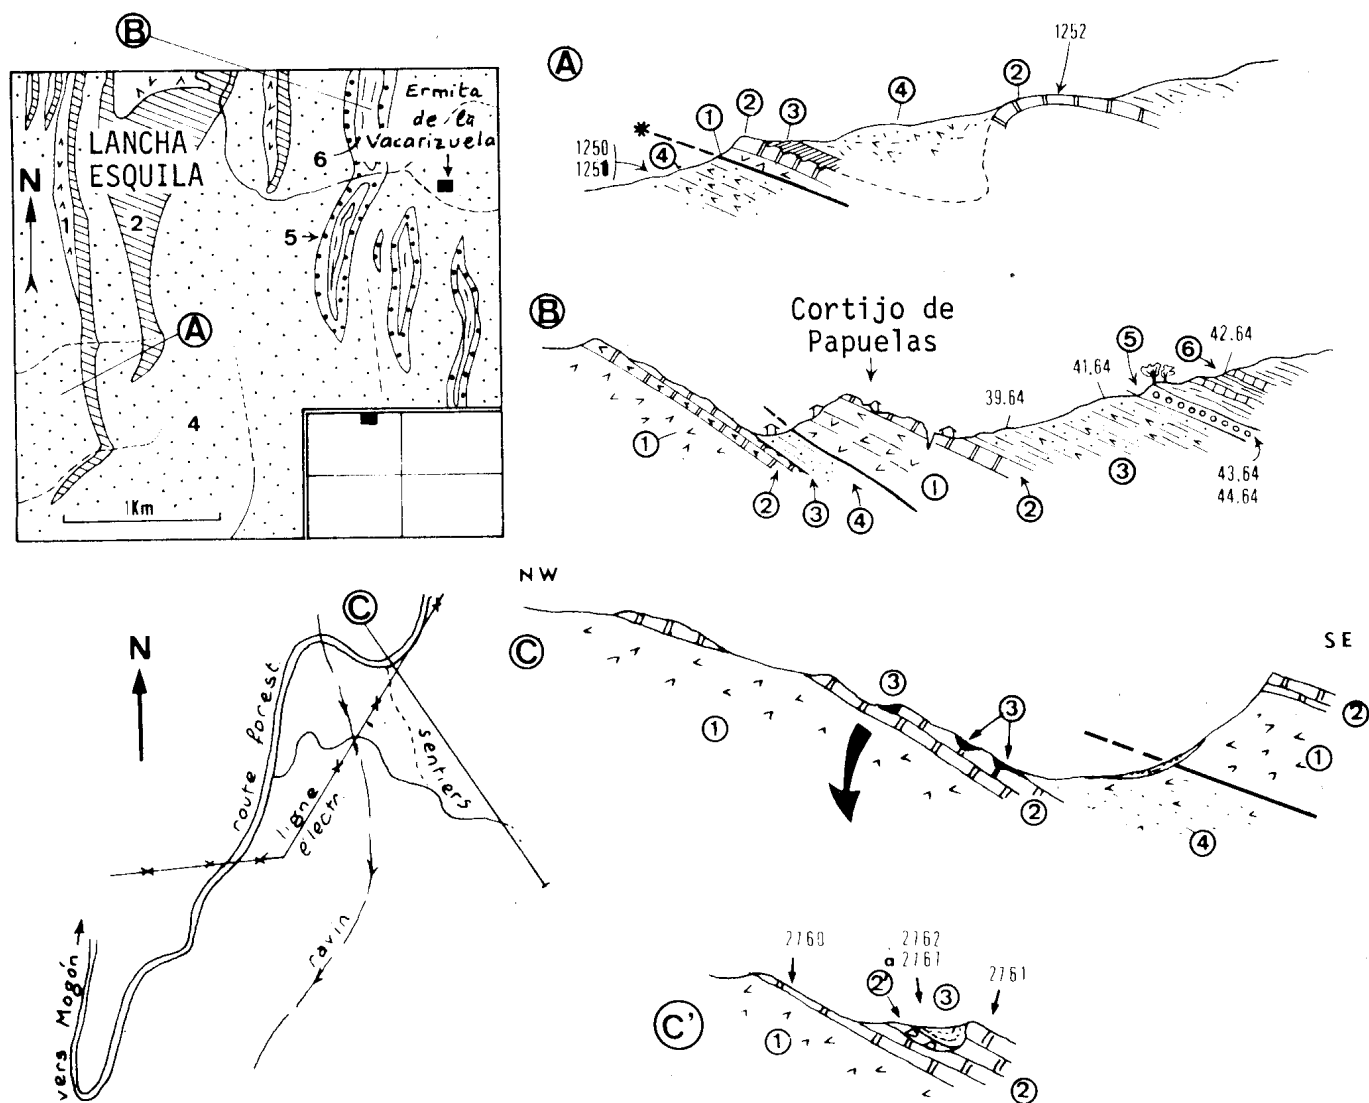 B
Ermita
de la
Vacarizuela
LANCHA
ESQUILA
N
1
2
6
5
A
4
1Km
A
1252
2
4
3
2
1
*
1250
1251
4
B
Cortijo de
Papuelas
5
6
42.64
41.64
39.64
43.64
44.64
1
2
3
4
1
2
3
N
C
route forest.
sentiers
ligne
électr.
ravin
vers Mogón
NW
SE
C
3
3
1
2
2
1
4
C'
2760
2762
a 2767
2761
2'
3
1
2